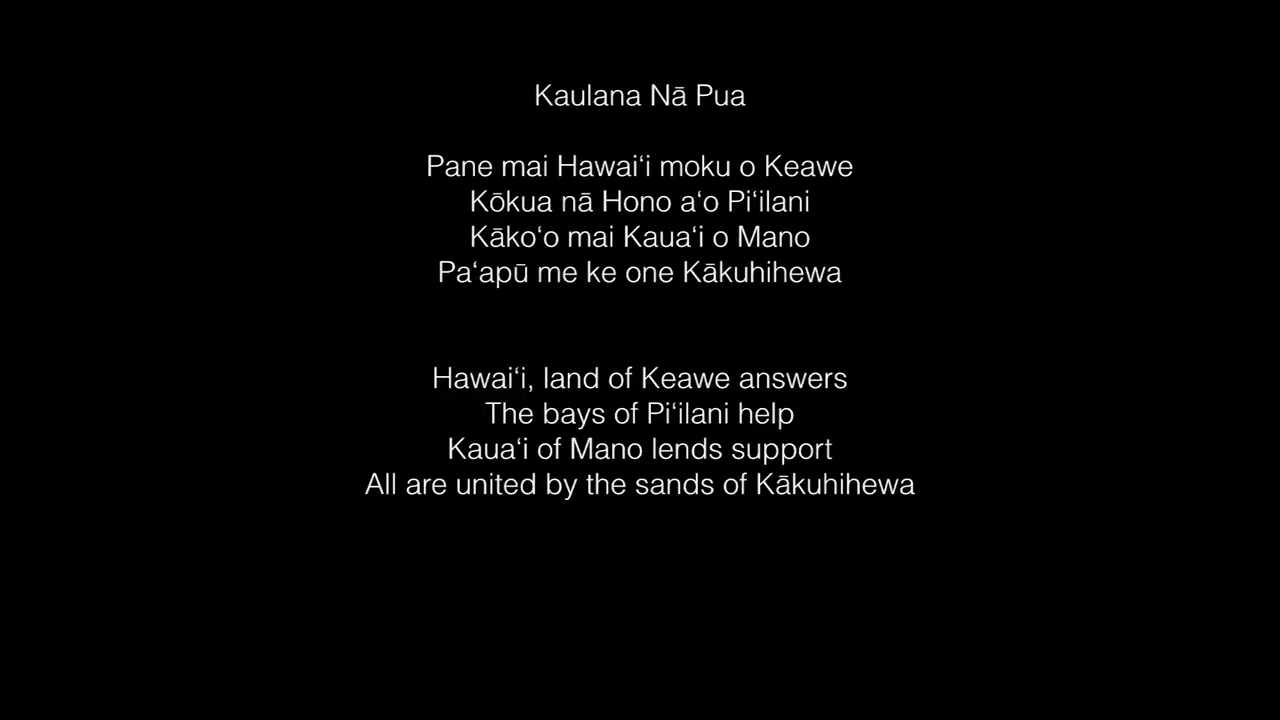 Kaulana Nā Pua
Pane mai Hawaiʻi moku o Keawe
Kōkua nā Hono aʻo Piʻilani
Kākoʻo mai Kauaʻi o Mano
Paʻapū me ke one Kākuhihewa
Hawaiʻi, land of Keawe answers
The bays of Piʻilani help
Kauaʻi of Mano lends support
All are united by the sands of Kākuhihewa